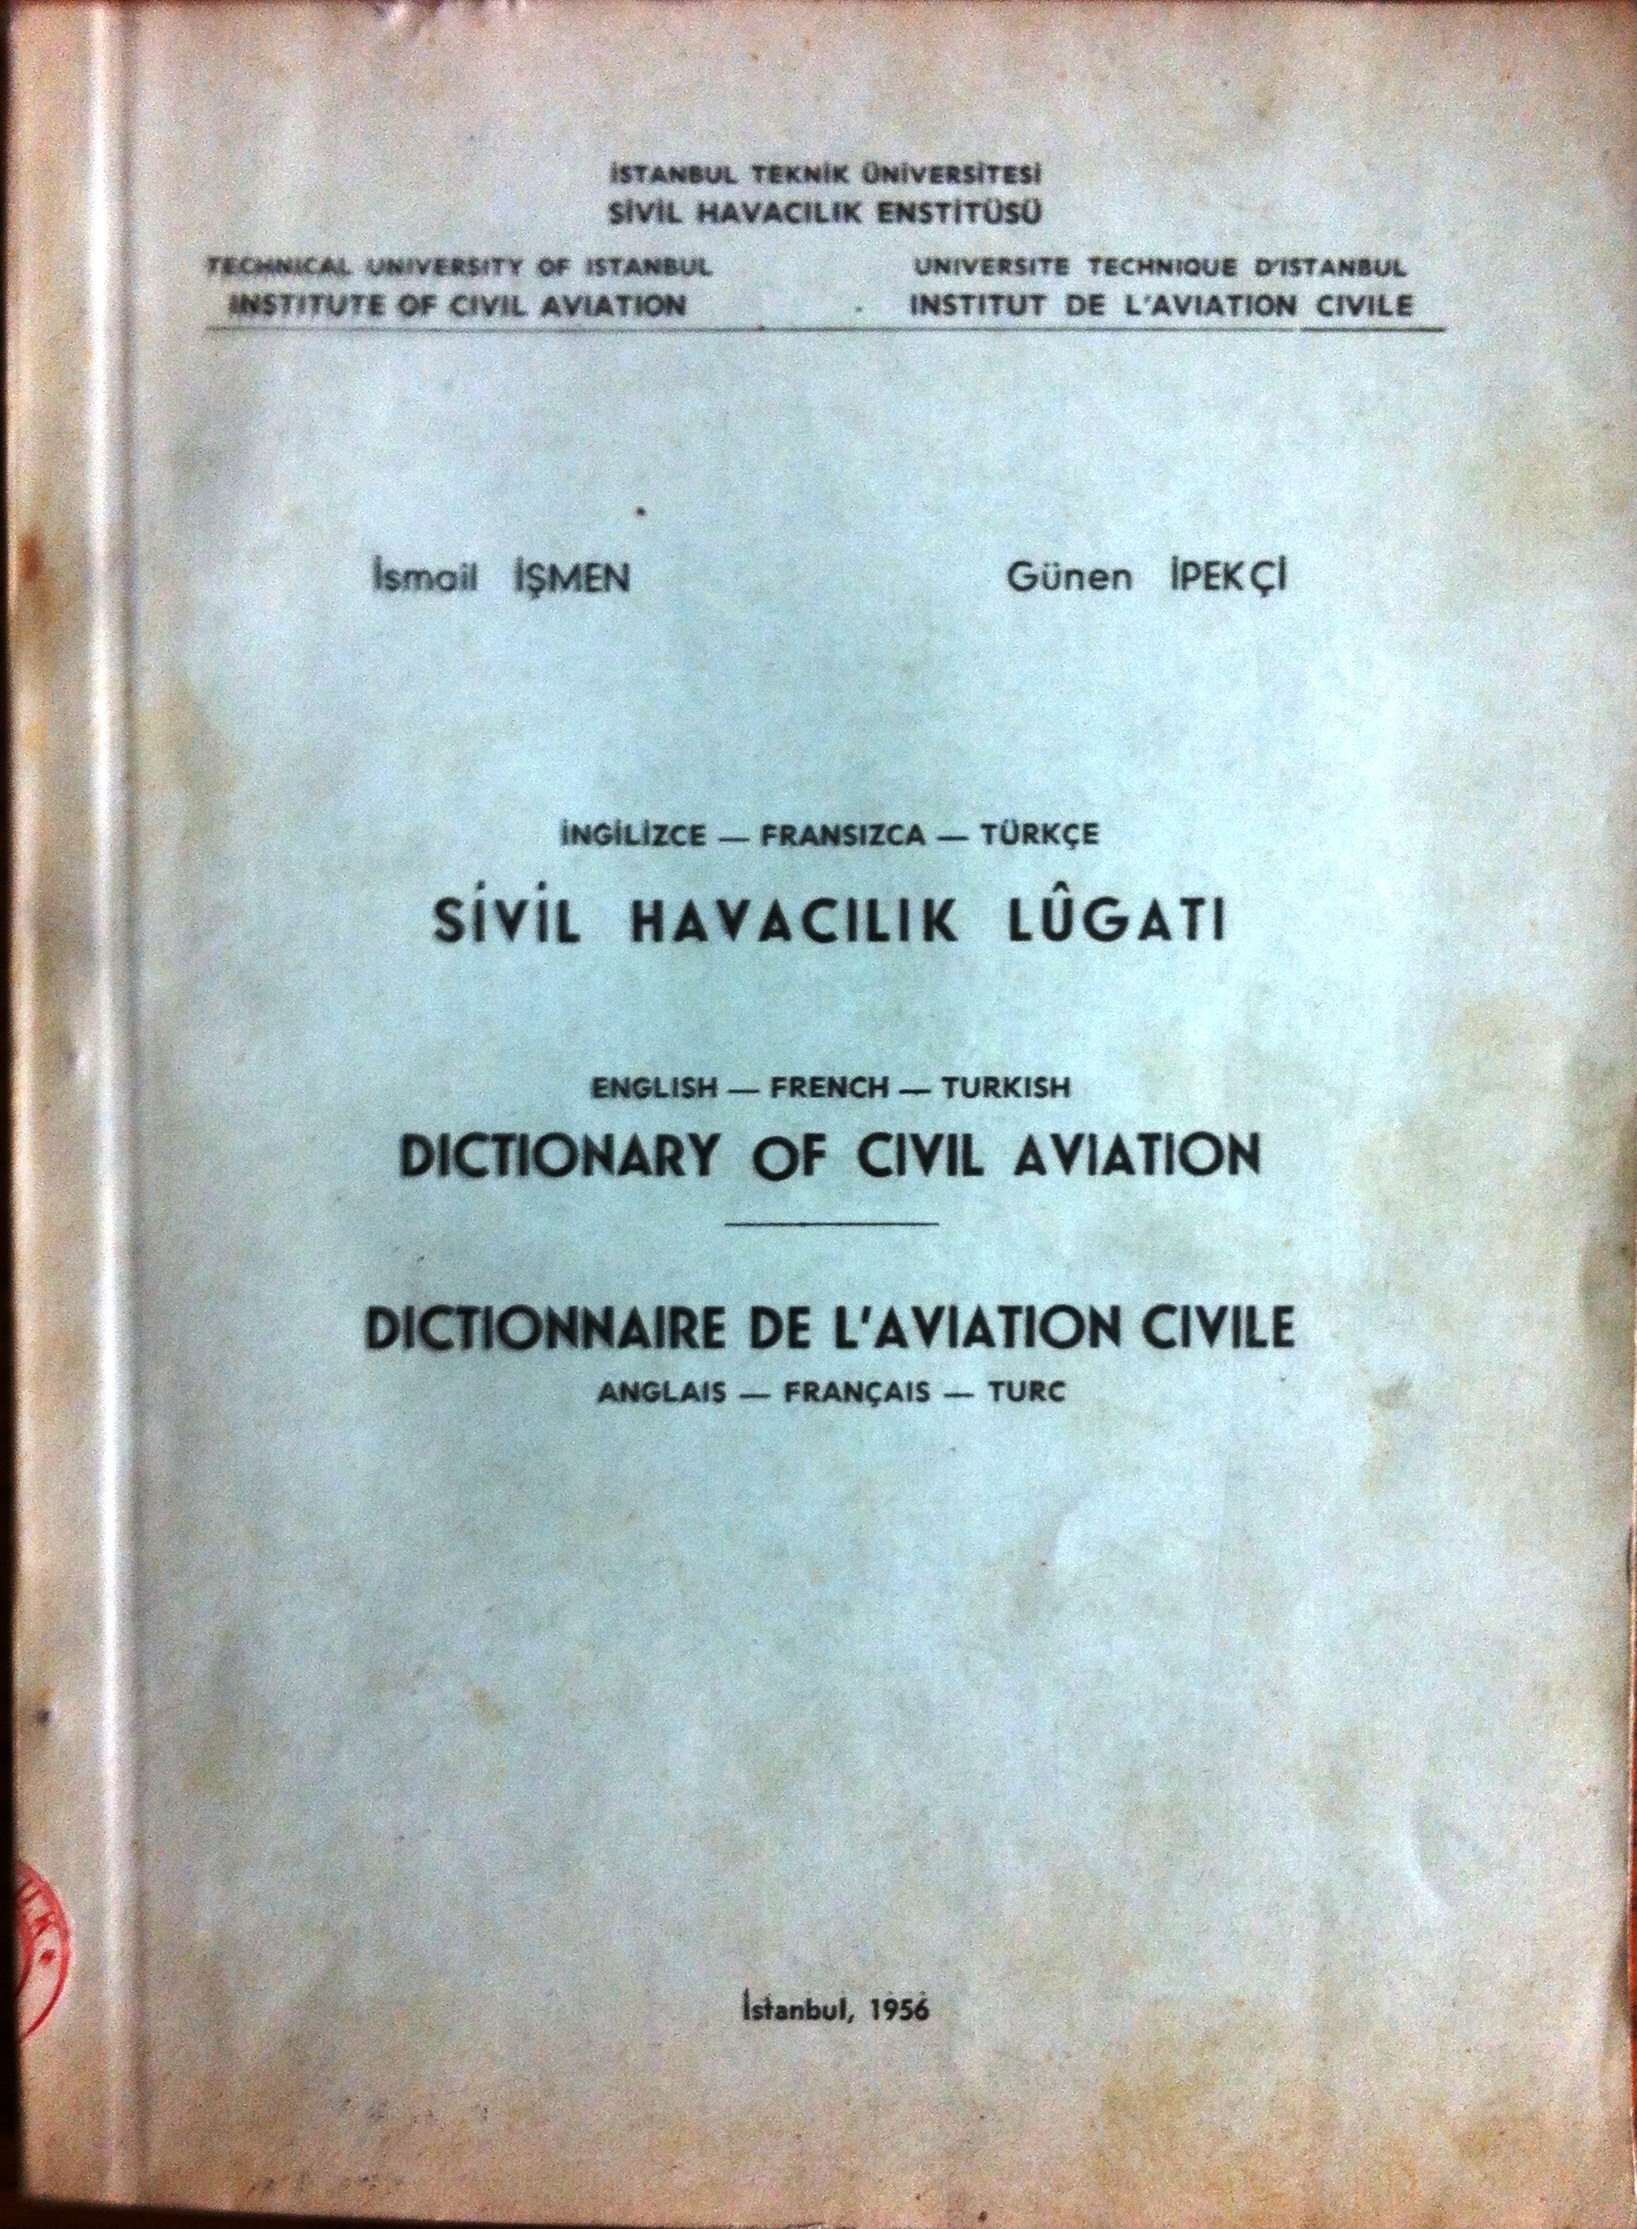 İSTANBUL TEKNİK ÜNİVERSİTESİ
SİVİL HAVACILIK ENSTİTÜSÜ
TECHNICAL UNIVERSITY OF ISTANBUL
INSTITUTE OF CIVIL AVIATION
UNIVERSITE TECHNIQUE D'ISTANBUL
INSTITUT DE L'AVIATION CIVILE
İsmail İŞMEN
Günen İPEKÇİ
İNGİLİZCE — FRANSIZCA — TÜRKÇE
SİVİL HAVACILIK LÛGATI
ENGLISH — FRENCH — TURKISH
DICTIONARY OF CIVIL AVIATION
DICTIONNAIRE DE L'AVIATION CIVILE
ANGLAIS — FRANÇAIS — TURC
İstanbul, 1956